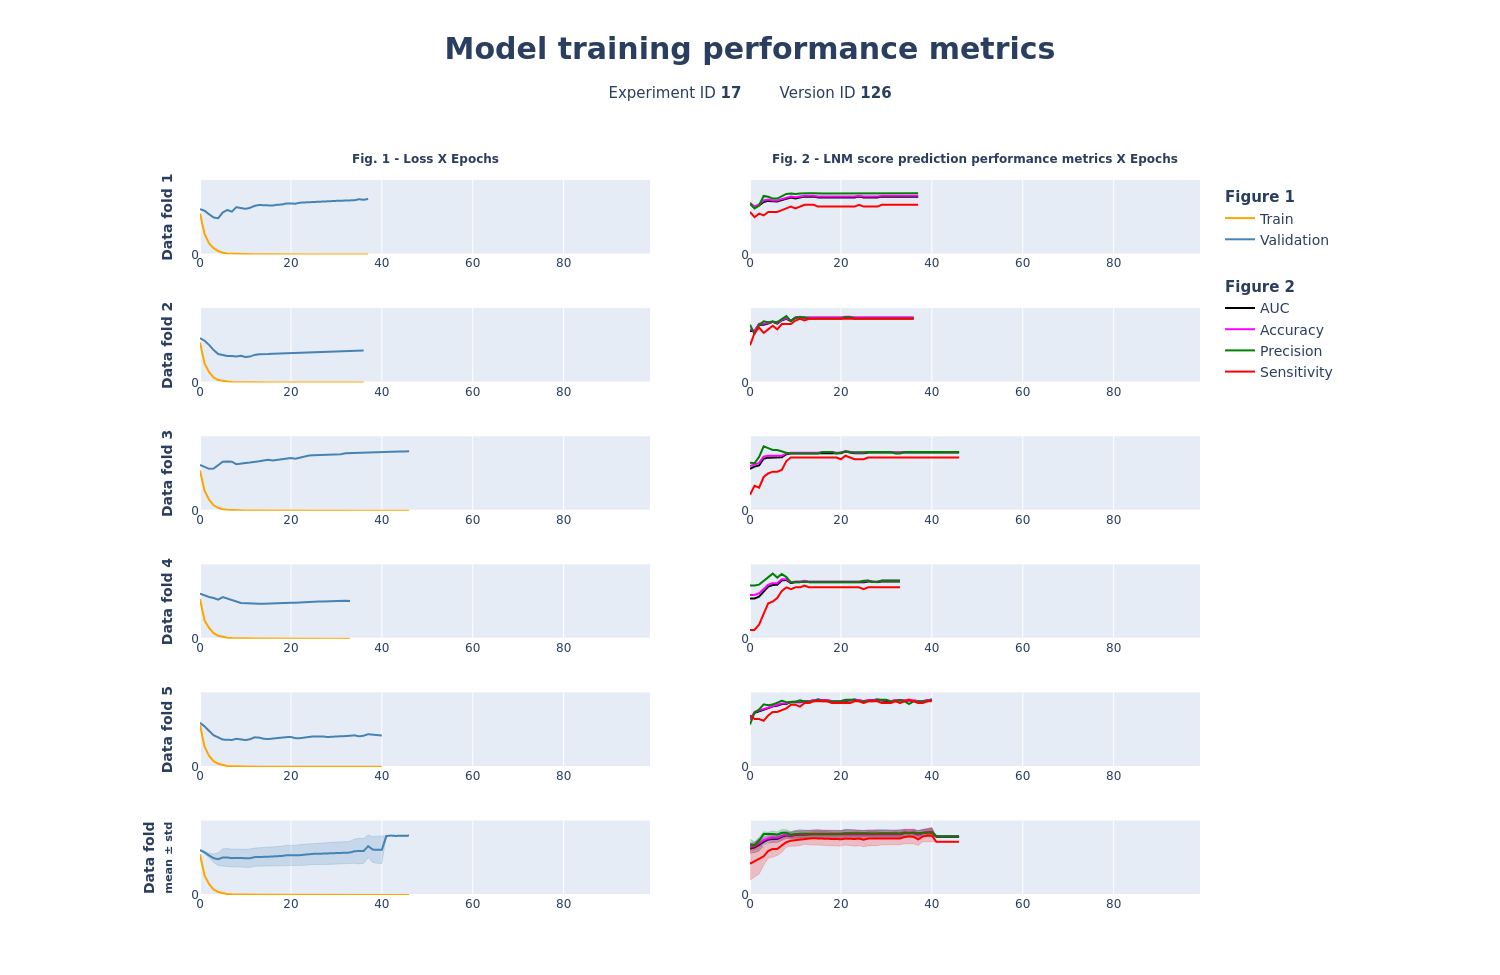 Model training performance metrics
Experiment ID 17 Version ID 126
Fig. 1 - Loss X Epochs
Fig. 2 - LNM score prediction performance metrics X Epochs
Data fold 1
0
0 20 40 60 80
0
0 20 40 60 80
Data fold 2
0
0 20 40 60 80
0
0 20 40 60 80
Data fold 3
0
0 20 40 60 80
0
0 20 40 60 80
Data fold 4
0
0 20 40 60 80
0
0 20 40 60 80
Data fold 5
0
0 20 40 60 80
0
0 20 40 60 80
Data fold
mean ± std
0
0 20 40 60 80
0
0 20 40 60 80
Figure 1
Train
Validation
Figure 2
AUC
Accuracy
Precision
Sensitivity